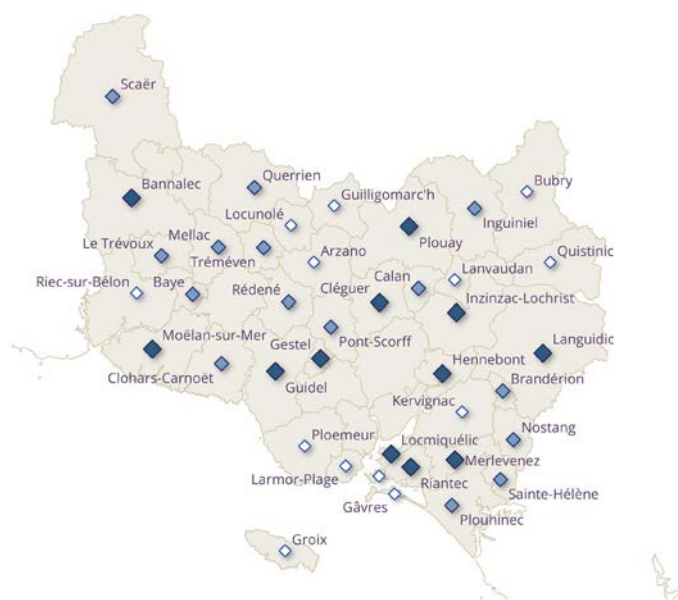 Scaër
Bannalec
Querrien
Guilligomarc'h
Bubry
Locunolé
Plouay
Inguiniel
Le Trévoux
Mellac
Tréméven
Arzano
Quistinic
Riec-sur-Bélon
Baye
Rédené
Cléguer
Calan
Lanvaudan
Inzinzac-Lochrist
Moëlan-sur-Mer
Gestel
Pont-Scorff
Languidic
Clohars-Carnoët
Guidel
Hennebont
Brandérion
Kervignac
Ploemeur
Locmiquélic
Nostang
Larmor-Plage
Riantec
Merlevenez
Sainte-Hélène
Gâvres
Plouhinec
Groix